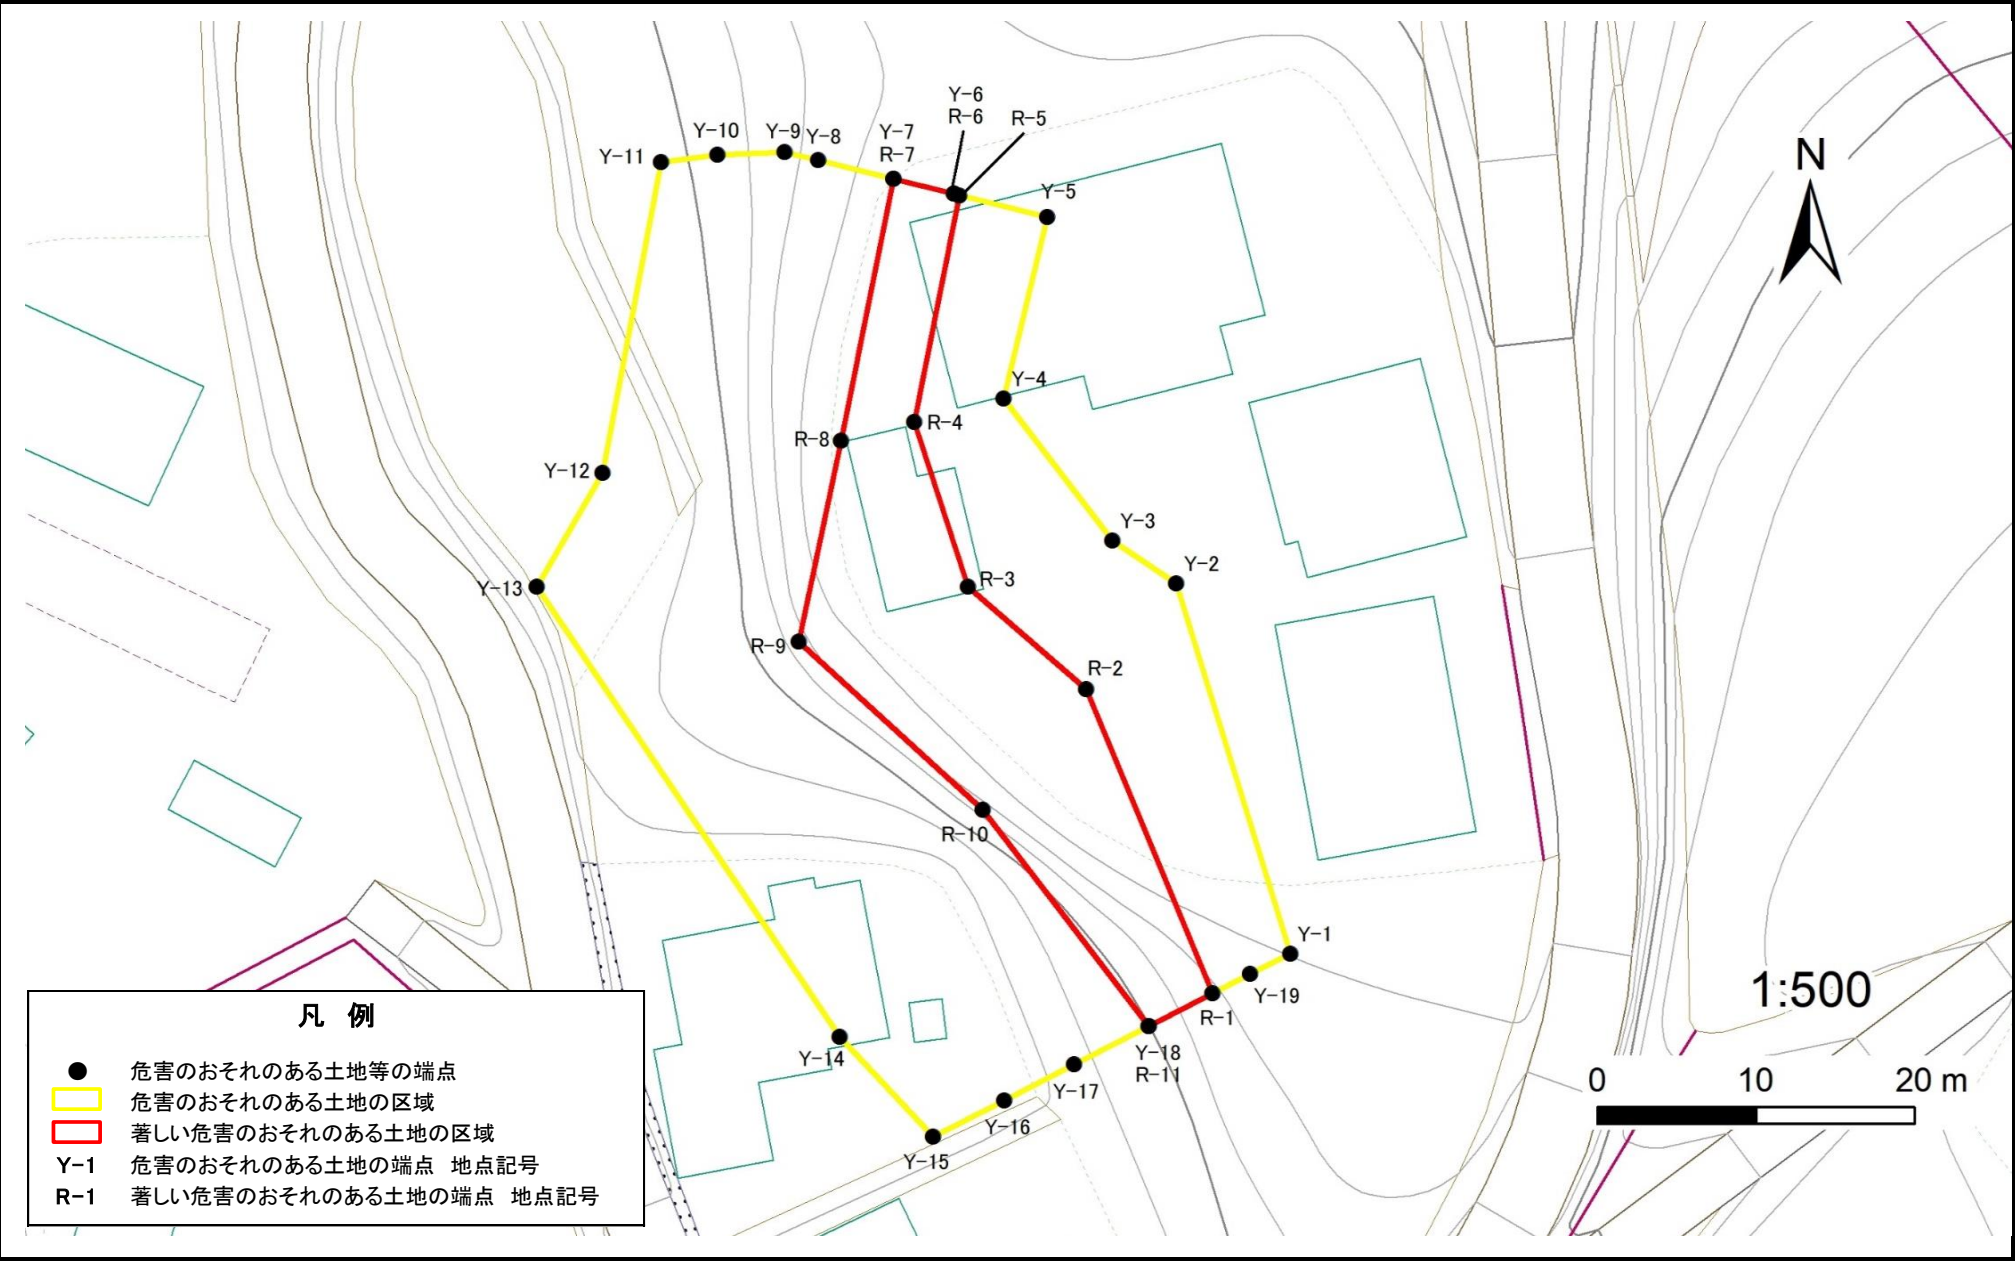 Y-6
R-6
R-5
Y-7
R-7
Y-10
Y-9
Y-8
Y-11
N
Y-5
Y-4
R-4
R-8
Y-12
Y-3
Y-2
Y-13
R-3
R-9
R-2
R-10
Y-1
Y-19
R-1
1:500
Y-14
Y-18
R-11
Y-17
Y-16
Y-15
0 10 20 m
凡 例
危害のおそれのある土地等の端点
危害のおそれのある土地の区域
著しい危害のおそれのある土地の区域
Y-1 危害のおそれのある土地の端点 地点記号
R-1 著しい危害のおそれのある土地の端点 地点記号